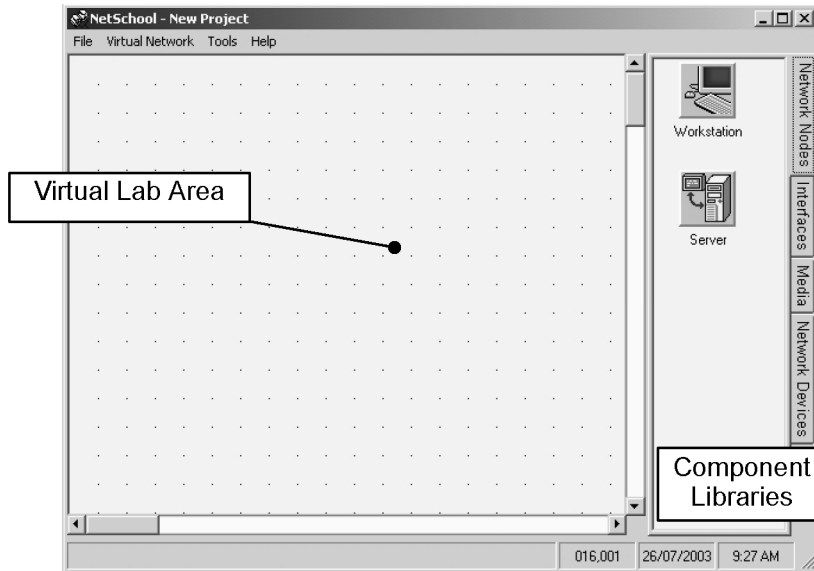 NetSchool - New Project
File Virtual Network Tools Help
Virtual Lab Area
Workstation
Server
Network Nodes
Interfaces
Media
Network Devices
Component
Libraries
016,001 26/07/2003 9:27 AM